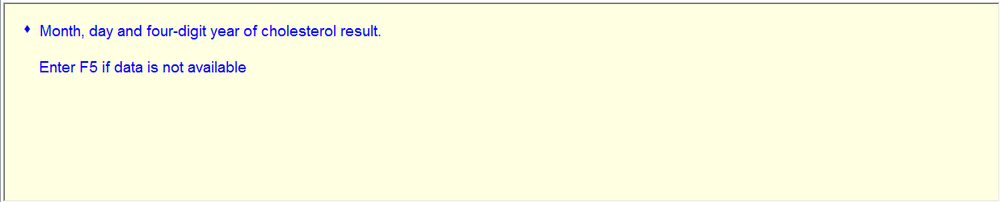 ♦ Month, day and four-digit year of cholesterol result.
Enter F5 if data is not available